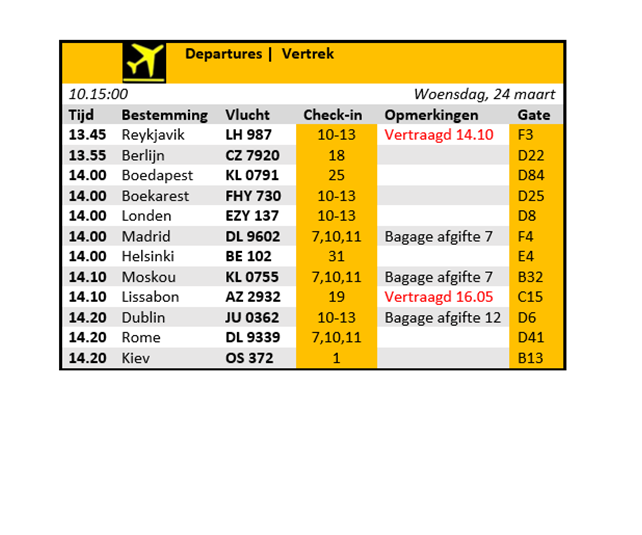 Departures | Vertrek
10.15:00 Woensdag, 24 maart
Tijd Bestemming Vlucht Check-in Opmerkingen Gate
13.45 Reykjavik LH 987 10-13 Vertraagd 14.10 F3
13.55 Berlijn CZ 7920 18 D22
14.00 Boedapest KL 0791 25 D84
14.00 Boekarest FHY 730 10-13 D25
14.00 Londen EZY 137 10-13 D8
14.00 Madrid DL 9602 7,10,11 Bagage afgifte 7 F4
14.00 Helsinki BE 102 31 E4
14.10 Moskou KL 0755 7,10,11 Bagage afgifte 7 B32
14.10 Lissabon AZ 2932 19 Vertraagd 16.05 C15
14.20 Dublin JU 0362 10-13 Bagage afgifte 12 D6
14.20 Rome DL 9339 7,10,11 D41
14.20 Kiev OS 372 1 B13